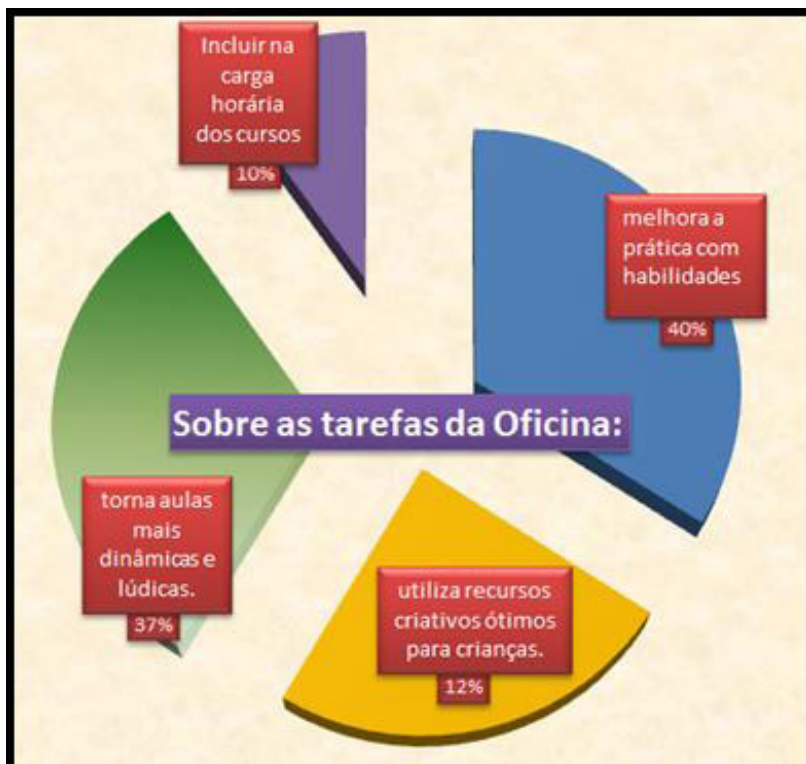 Incluir na
carga
horária
dos cursos
10%
melhora a
prática com
habilidades
40%
Sobre as tarefas da Oficina:
torna aulas
mais
dinâmicas e
lúdicas.
37%
utiliza recursos
criativos ótimos
para crianças.
12%